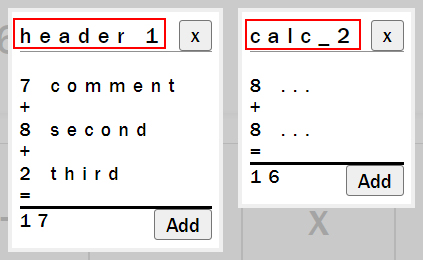 header 1 x
7 comment
+
8 second
+
2 third
=
17 Add
calc_2 x
8 ...
+
8 ...
=
16 Add
X